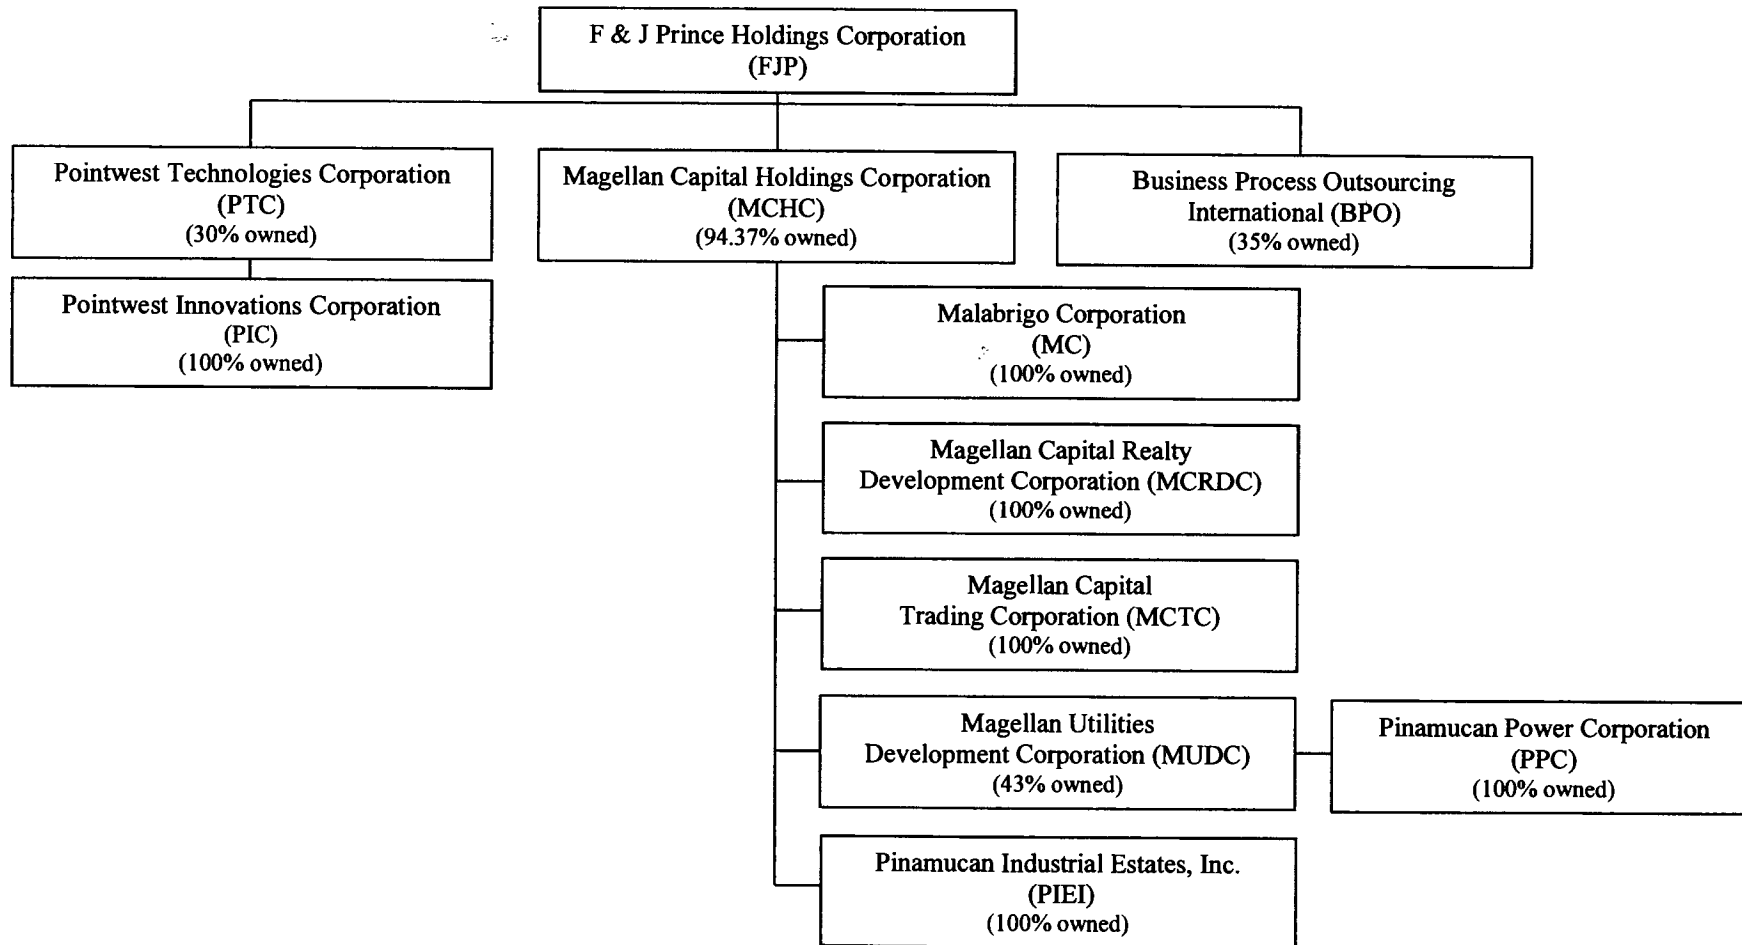 F & J Prince Holdings Corporation
(FJP)
Pointwest Technologies Corporation
(PTC)
(30% owned)
Magellan Capital Holdings Corporation
(MCHC)
(94.37% owned)
Business Process Outsourcing
International (BPO)
(35% owned)
Pointwest Innovations Corporation
(PIC)
(100% owned)
Malabrigo Corporation
(MC)
(100% owned)
Magellan Capital Realty
Development Corporation (MCRDC)
(100% owned)
Magellan Capital
Trading Corporation (MCTC)
(100% owned)
Magellan Utilities
Development Corporation (MUDC)
(43% owned)
Pinamucan Power Corporation
(PPC)
(100% owned)
Pinamucan Industrial Estates, Inc.
(PIEI)
(100% owned)